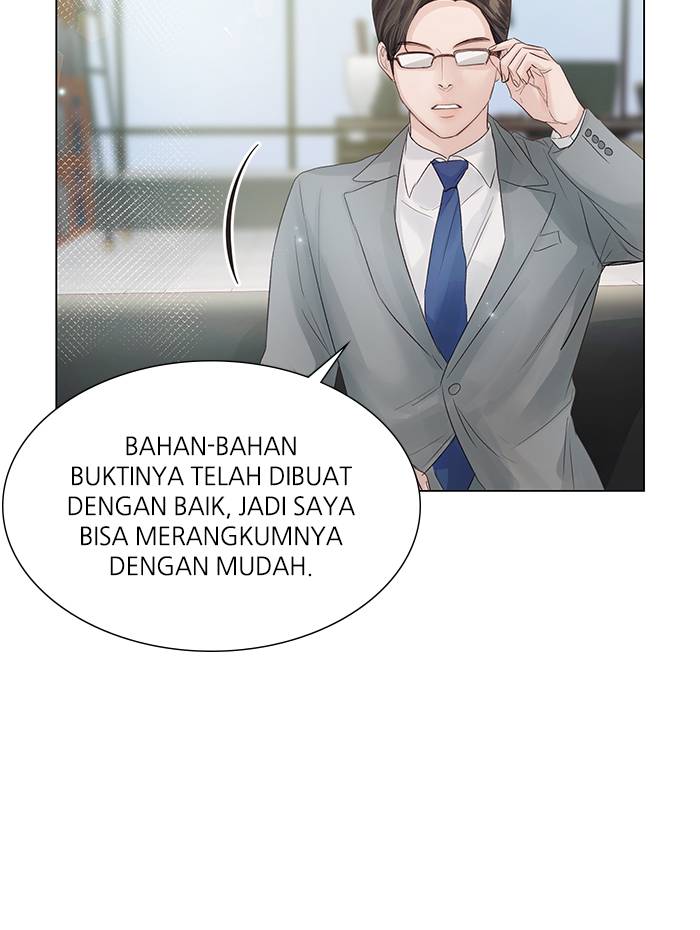 BAHAN-BAHAN
BUKTINYA TELAH DIBUAT
DENGAN BAIK, JADI SAYA
BISA MERANGKUMNYA
DENGAN MUDAH.